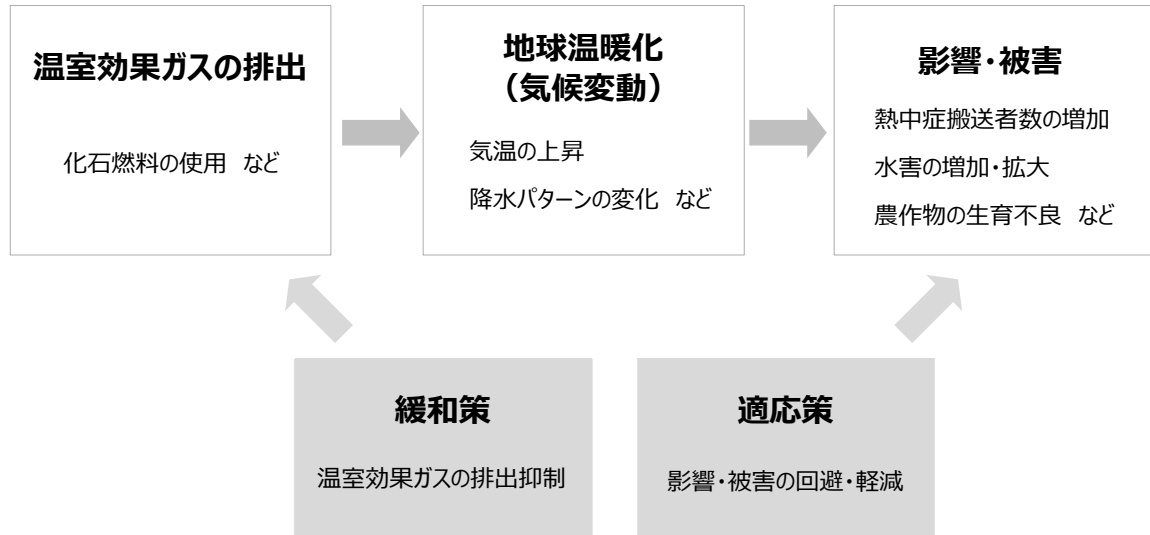 温室効果ガスの排出
化石燃料の使用　など
地球温暖化
（気候変動）
気温の上昇
降水パターンの変化　など
影響・被害
熱中症搬送者数の増加
水害の増加・拡大
農作物の生育不良　など
緩和策
温室効果ガスの排出抑制
適応策
影響・被害の回避・軽減